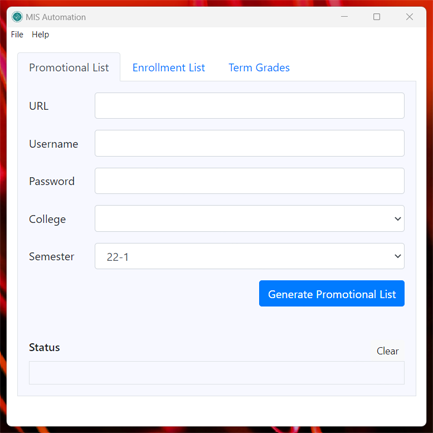 MIS Automation
File Help
Promotional List Enrollment List Term Grades
URL
Username
Password
College
Semester 22-1
Generate Promotional List
Status
Clear